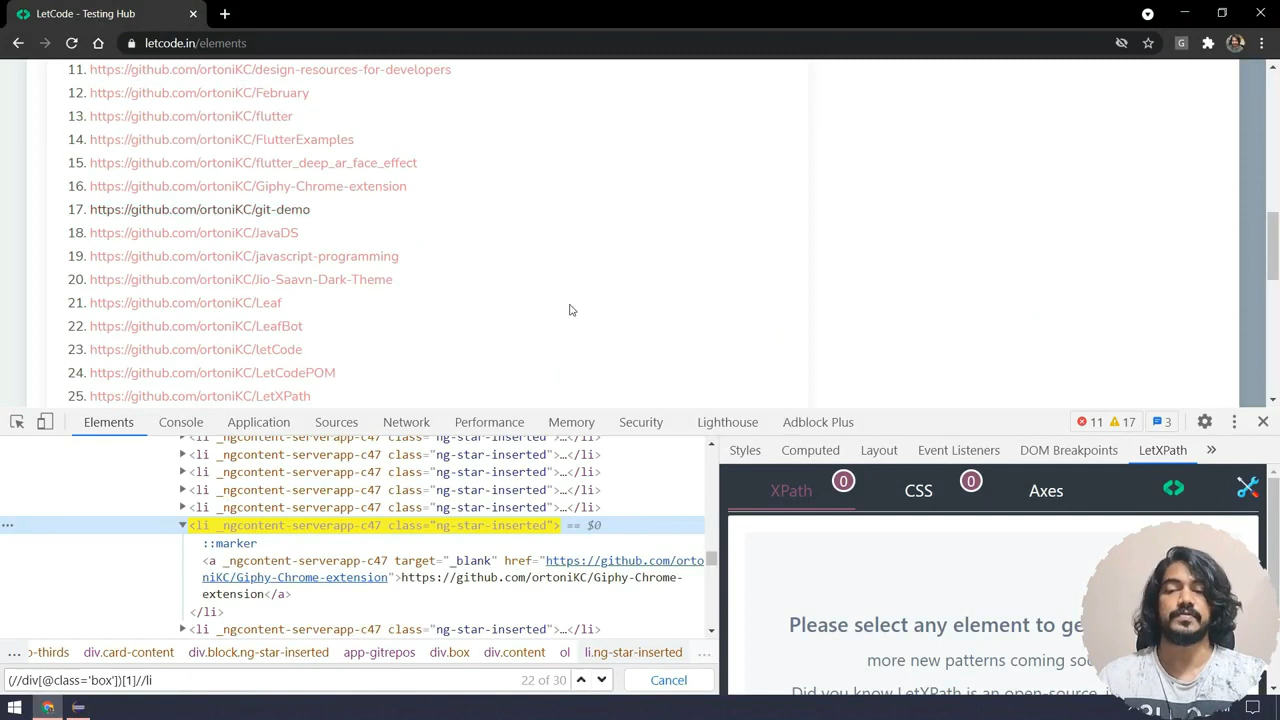 LetCode - Testing Hub
letcode.in/elements
G
11. https://github.com/ortoniKC/design-resources-for-developers
12. https://github.com/ortoniKC/February
13. https://github.com/ortoniKC/flutter
14. https://github.com/ortoniKC/FlutterExamples
15. https://github.com/ortoniKC/flutter_deep_ar_face_effect
16. https://github.com/ortoniKC/Giphy-Chrome-extension
17. https://github.com/ortoniKC/git-demo
18. https://github.com/ortoniKC/JavaDS
19. https://github.com/ortoniKC/javascript-programming
20. https://github.com/ortoniKC/Jio-Saavn-Dark-Theme
21. https://github.com/ortoniKC/Leaf
22. https://github.com/ortoniKC/LeafBot
23. https://github.com/ortoniKC/letCode
24. https://github.com/ortoniKC/LetCodePOM
25. https://github.com/ortoniKC/LetXPath
Elements Console Application Sources Network Performance Memory Security Lighthouse Adblock Plus 11 17 3
<li _ngcontent-serverapp-c47 class="ng-star-inserted">…</li>
<li _ngcontent-serverapp-c47 class="ng-star-inserted">…</li>
<li _ngcontent-serverapp-c47 class="ng-star-inserted">…</li>
<li _ngcontent-serverapp-c47 class="ng-star-inserted">…</li>
<li _ngcontent-serverapp-c47 class="ng-star-inserted">…</li>
<li _ngcontent-serverapp-c47 class="ng-star-inserted"> == $0
::marker
<a _ngcontent-serverapp-c47 target="_blank" href="https://github.com/orto
niKC/Giphy-Chrome-extension">https://github.com/ortoniKC/Giphy-Chrome-
extension</a>
</li>
<li _ngcontent-serverapp-c47 class="ng-star-inserted">…</li>
... o-thirds div.card-content div.block.ng-star-inserted app-gitrepos div.box div.content ol li.ng-star-inserted ...
(//div[@class='box'])[1]//li 22 of 30 Cancel
Styles Computed Layout Event Listeners DOM Breakpoints LetXPath »
XPath 0 CSS 0 Axes
Please select any element to ge
more new patterns coming soo
Did you know LetXPath is an open-source, i